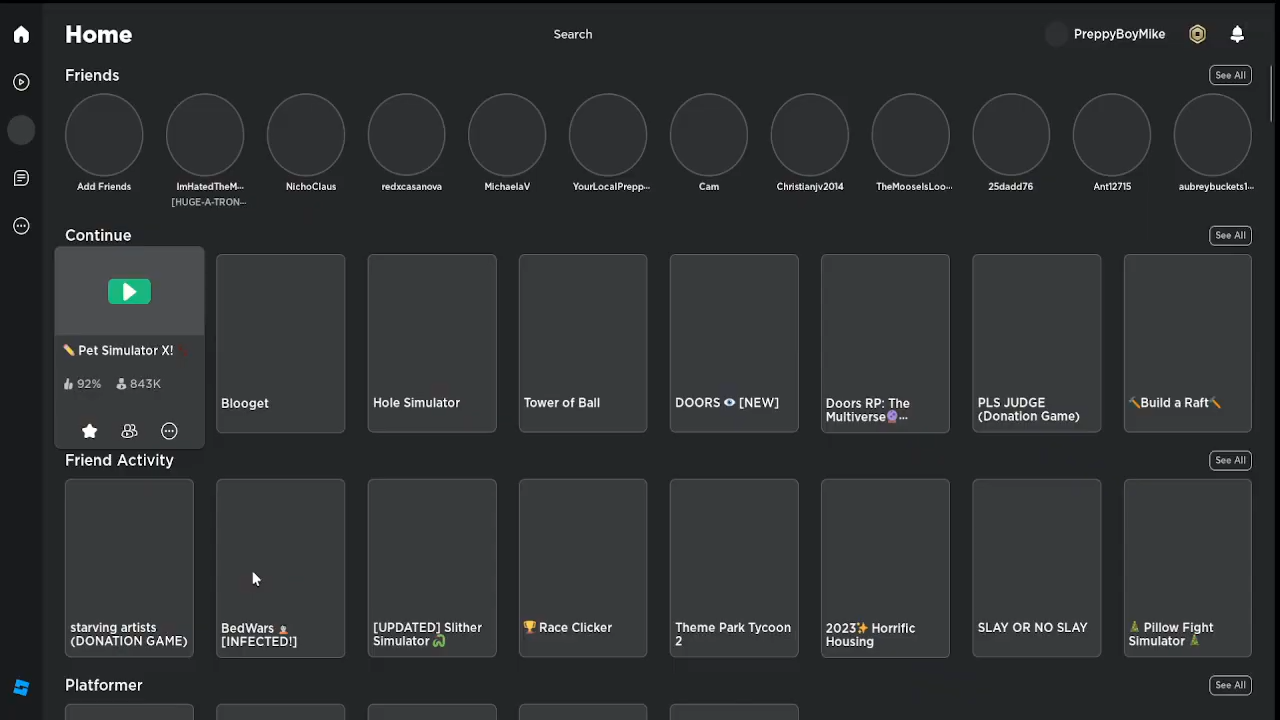 Home
Search
PreppyBoyMike
Friends
See All
Add Friends
ImHatedTheM...
NichoClaus
redxcasanova
MichaelaV
YourLocalPrepp...
Cam
Christianjv2014
TheMooseIsLoo...
25dadd76
Ant12715
aubreybuckets1...
[HUGE-A-TRON...
Continue
See All
✏️ Pet Simulator X!
92%
843K
Blooget
Hole Simulator
Tower of Ball
DOORS 👁️ [NEW]
Doors RP: The
Multiverse🔮...
PLS JUDGE
(Donation Game)
🔨Build a Raft🔨
Friend Activity
See All
starving artists
(DONATION GAME)
BedWars
[INFECTED!]
[UPDATED] Slither
Simulator 🐍
🏆 Race Clicker
Theme Park Tycoon
2
2023✨ Horrific
Housing
SLAY OR NO SLAY
🎄 Pillow Fight
Simulator 🎄
Platformer
See All